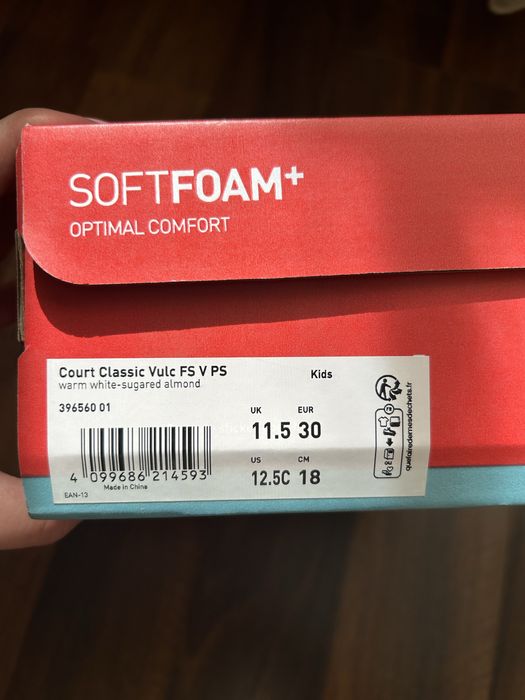 SOFTFOAM+
OPTIMAL COMFORT
Court Classic Vulc FS V PS
Kids
warm white-sugared almond
396560 01
UK EUR
11.5 30
US CM
12.5C 18
4 099686 214593
Made in China
EAN-13
FR
quefairedemesdechets.fr